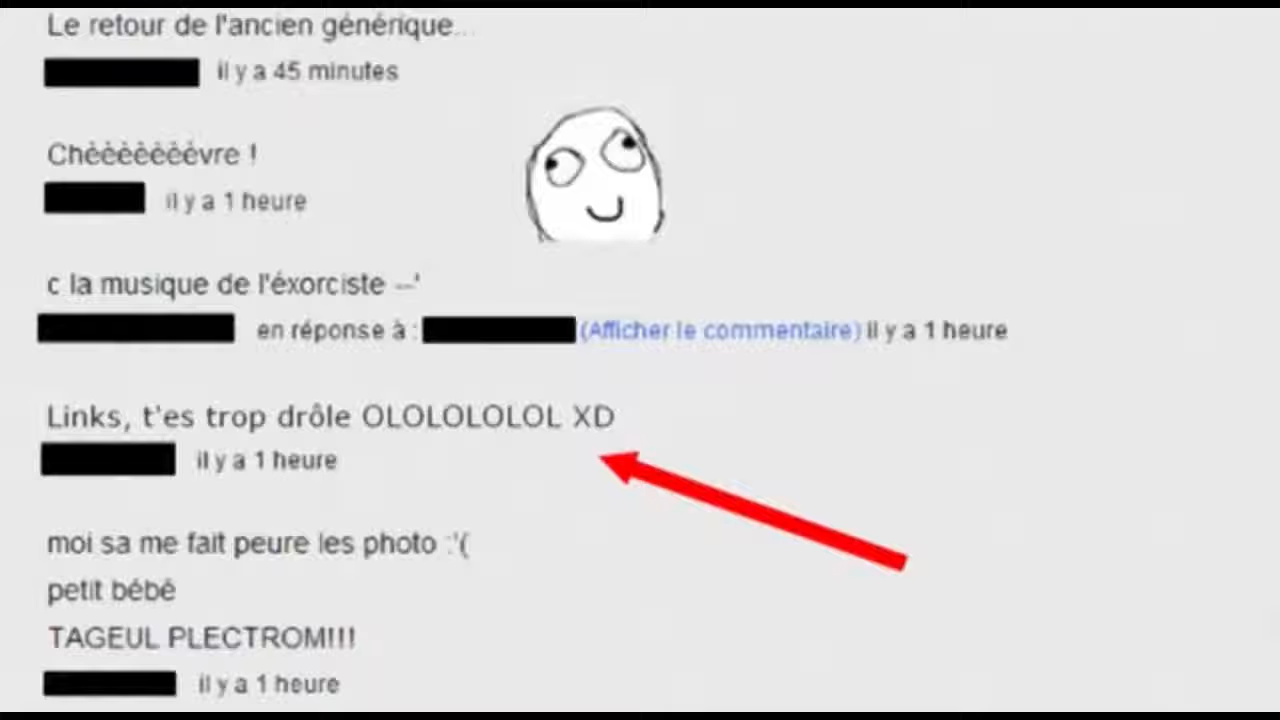 Le retour de l'ancien générique...
il y a 45 minutes
Chèèèèèèèvre !
il y a 1 heure
c la musique de l'éxorciste --'
en réponse à : (Afficher le commentaire) il y a 1 heure
Links, t'es trop drôle OLOLOLOLOL XD
il y a 1 heure
moi sa me fait peure les photo :'(
petit bébé
TAGEUL PLECTROM!!!
il y a 1 heure